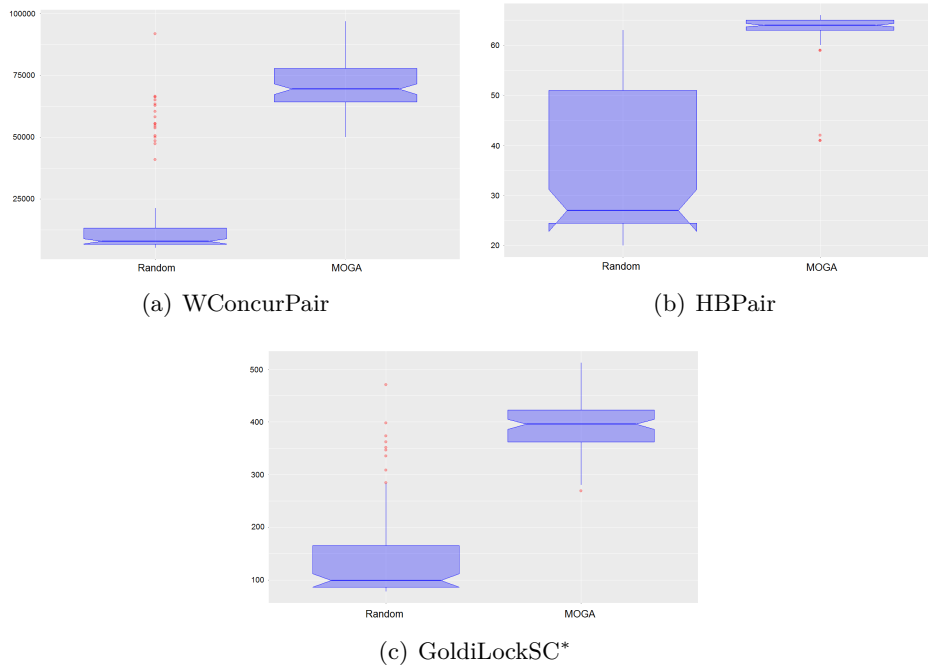 100000
75000
50000
25000
Random MOGA
(a) WConcurPair
60
50
40
30
20
Random MOGA
(b) HBPair
500
400
300
200
100
Random MOGA
(c) GoldiLockSC*